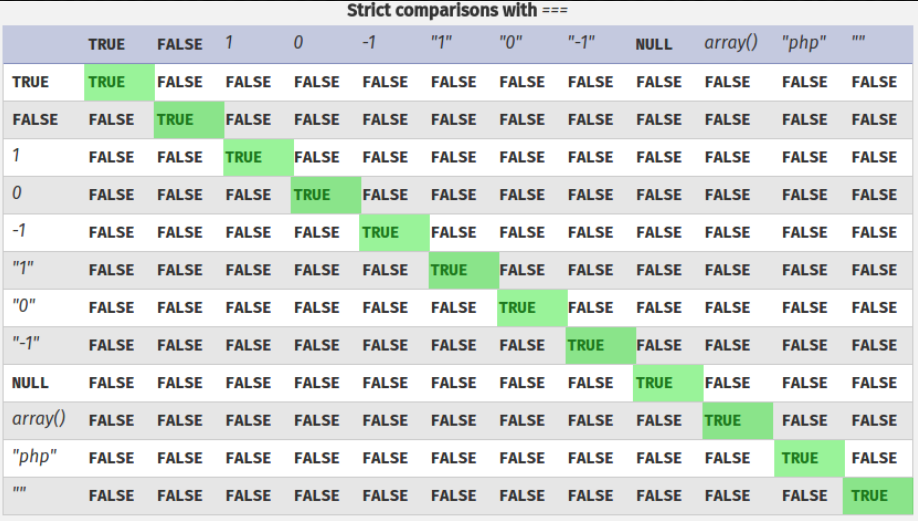 Strict comparisons with ===
TRUE FALSE 1 0 -1 "1" "0" "-1" NULL array() "php" ""
TRUE TRUE FALSE FALSE FALSE FALSE FALSE FALSE FALSE FALSE FALSE FALSE FALSE
FALSE FALSE TRUE FALSE FALSE FALSE FALSE FALSE FALSE FALSE FALSE FALSE FALSE
1 FALSE FALSE TRUE FALSE FALSE FALSE FALSE FALSE FALSE FALSE FALSE FALSE
0 FALSE FALSE FALSE TRUE FALSE FALSE FALSE FALSE FALSE FALSE FALSE FALSE
-1 FALSE FALSE FALSE FALSE TRUE FALSE FALSE FALSE FALSE FALSE FALSE FALSE
"1" FALSE FALSE FALSE FALSE FALSE TRUE FALSE FALSE FALSE FALSE FALSE FALSE
"0" FALSE FALSE FALSE FALSE FALSE FALSE TRUE FALSE FALSE FALSE FALSE FALSE
"-1" FALSE FALSE FALSE FALSE FALSE FALSE FALSE TRUE FALSE FALSE FALSE FALSE
NULL FALSE FALSE FALSE FALSE FALSE FALSE FALSE FALSE TRUE FALSE FALSE FALSE
array() FALSE FALSE FALSE FALSE FALSE FALSE FALSE FALSE FALSE TRUE FALSE FALSE
"php" FALSE FALSE FALSE FALSE FALSE FALSE FALSE FALSE FALSE FALSE TRUE FALSE
"" FALSE FALSE FALSE FALSE FALSE FALSE FALSE FALSE FALSE FALSE FALSE TRUE